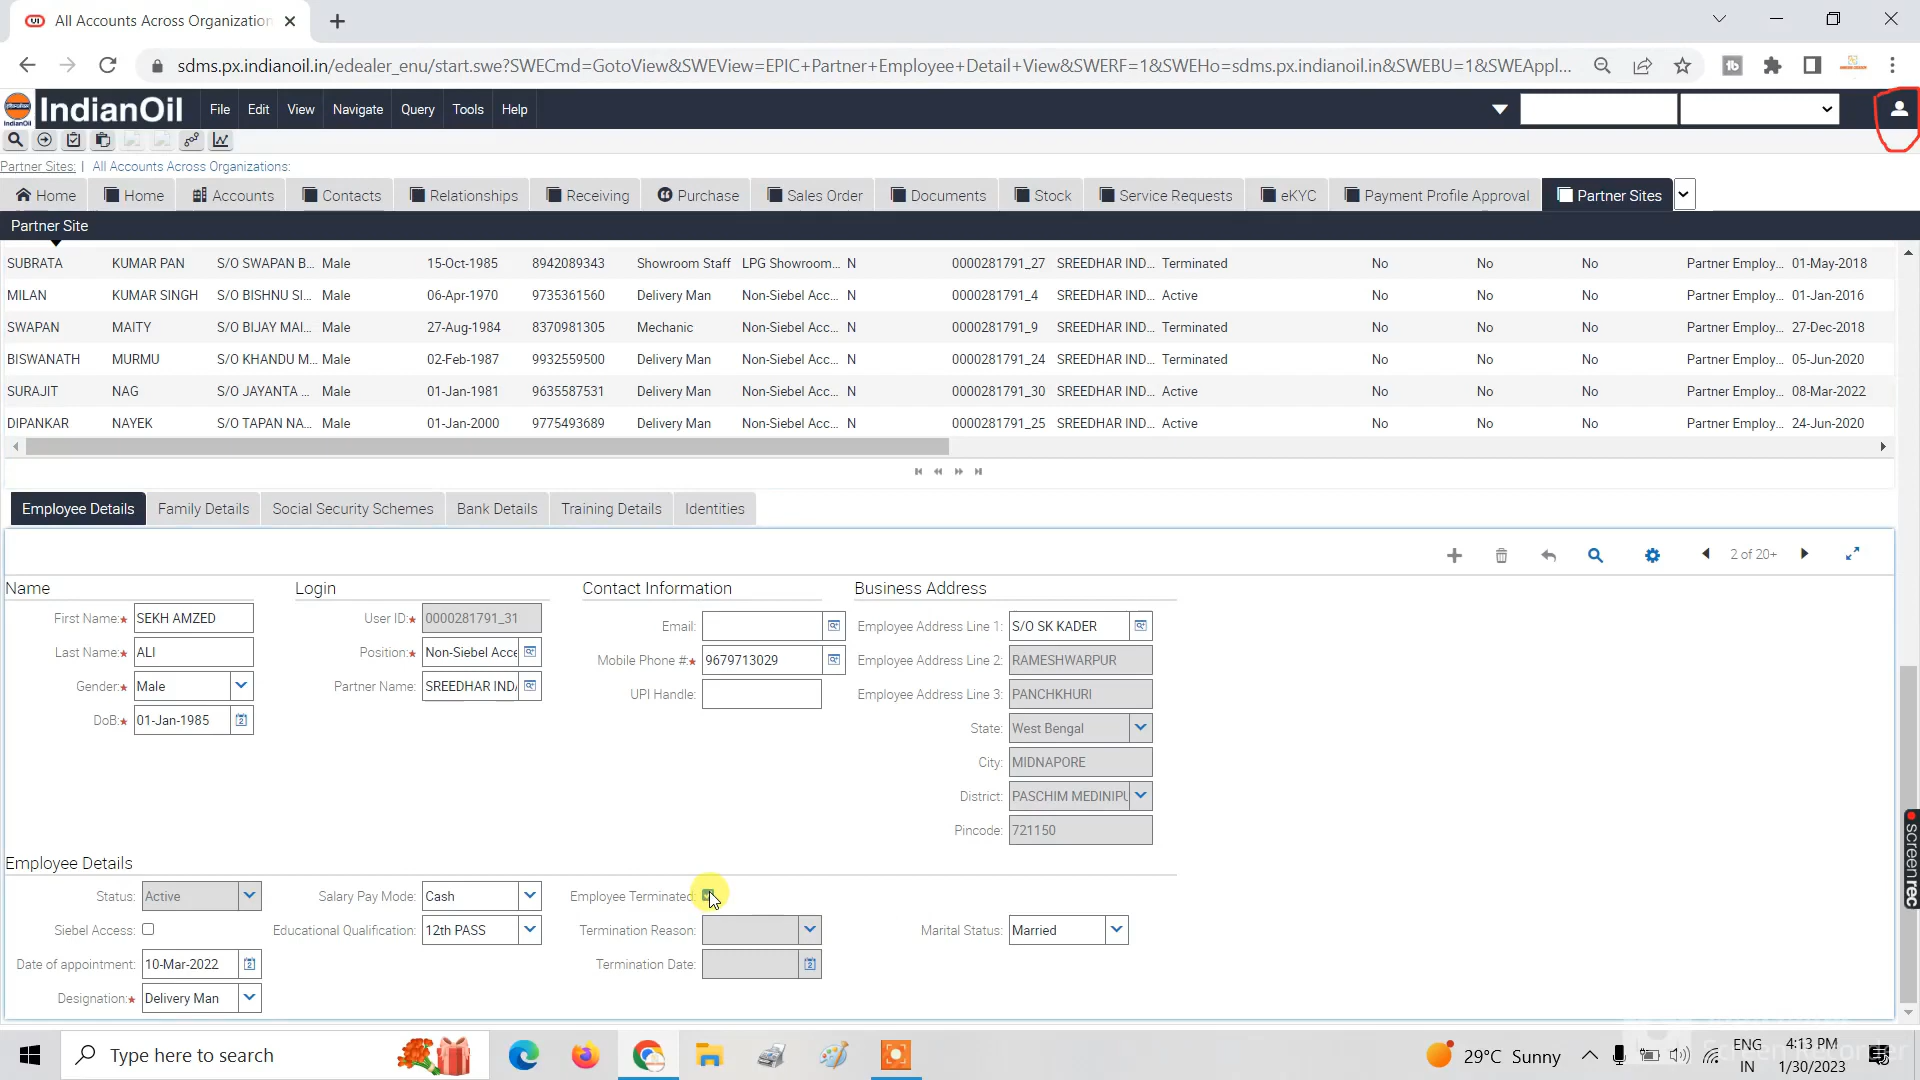 All Accounts Across Organization
sdms.px.indianoil.in/edealer_enu/start.swe?SWECmd=GotoView&SWEView=EPIC+Partner+Employee+Detail+View&SWERF=1&SWEHo=sdms.px.indianoil.in&SWEBU=1&SWEAppl...
IndianOil File Edit View Navigate Query Tools Help
Partner Sites: | All Accounts Across Organizations:
Home Home Accounts Contacts Relationships Receiving Purchase Sales Order Documents Stock Service Requests eKYC Payment Profile Approval Partner Sites
Partner Site
SUBRATA KUMAR PAN S/O SWAPAN B... Male 15-Oct-1985 8942089343 Showroom Staff LPG Showroom... N 0000281791_27 SREEDHAR IND... Terminated No No No Partner Employ... 01-May-2018
MILAN KUMAR SINGH S/O BISHNU SI... Male 06-Apr-1970 9735361560 Delivery Man Non-Siebel Acc... N 0000281791_4 SREEDHAR IND... Active No No No Partner Employ... 01-Jan-2016
SWAPAN MAITY S/O BIJAY MAI... Male 27-Aug-1984 8370981305 Mechanic Non-Siebel Acc... N 0000281791_9 SREEDHAR IND... Terminated No No No Partner Employ... 27-Dec-2018
BISWANATH MURMU S/O KHANDU M... Male 02-Feb-1987 9932559500 Delivery Man Non-Siebel Acc... N 0000281791_24 SREEDHAR IND... Terminated No No No Partner Employ... 05-Jun-2020
SURAJIT NAG S/O JAYANTA ... Male 01-Jan-1981 9635587531 Delivery Man Non-Siebel Acc... N 0000281791_30 SREEDHAR IND... Active No No No Partner Employ... 08-Mar-2022
DIPANKAR NAYEK S/O TAPAN NA... Male 01-Jan-2000 9775493689 Delivery Man Non-Siebel Acc... N 0000281791_25 SREEDHAR IND... Active No No No Partner Employ... 24-Jun-2020
Employee Details Family Details Social Security Schemes Bank Details Training Details Identities
2 of 20+
Name Login Contact Information Business Address
First Name:★ SEKH AMZED User ID:★ 0000281791_31 Email: Employee Address Line 1: S/O SK KADER
Last Name:★ ALI Position:★ Non-Siebel Acce Mobile Phone #:★ 9679713029 Employee Address Line 2: RAMESHWARPUR
Gender:★ Male Partner Name: SREEDHAR INDA UPI Handle: Employee Address Line 3: PANCHKHURI
DoB:★ 01-Jan-1985 State: West Bengal
City: MIDNAPORE
District: PASCHIM MEDINIPU
Pincode: 721150
Employee Details
Status: Active Salary Pay Mode: Cash Employee Terminated:
Siebel Access: Educational Qualification: 12th PASS Termination Reason: Marital Status: Married
Date of appointment: 10-Mar-2022 Termination Date:
Designation:★ Delivery Man
screenrec
Type here to search 29°C Sunny ENG 4:13 PM
IN 1/30/2023